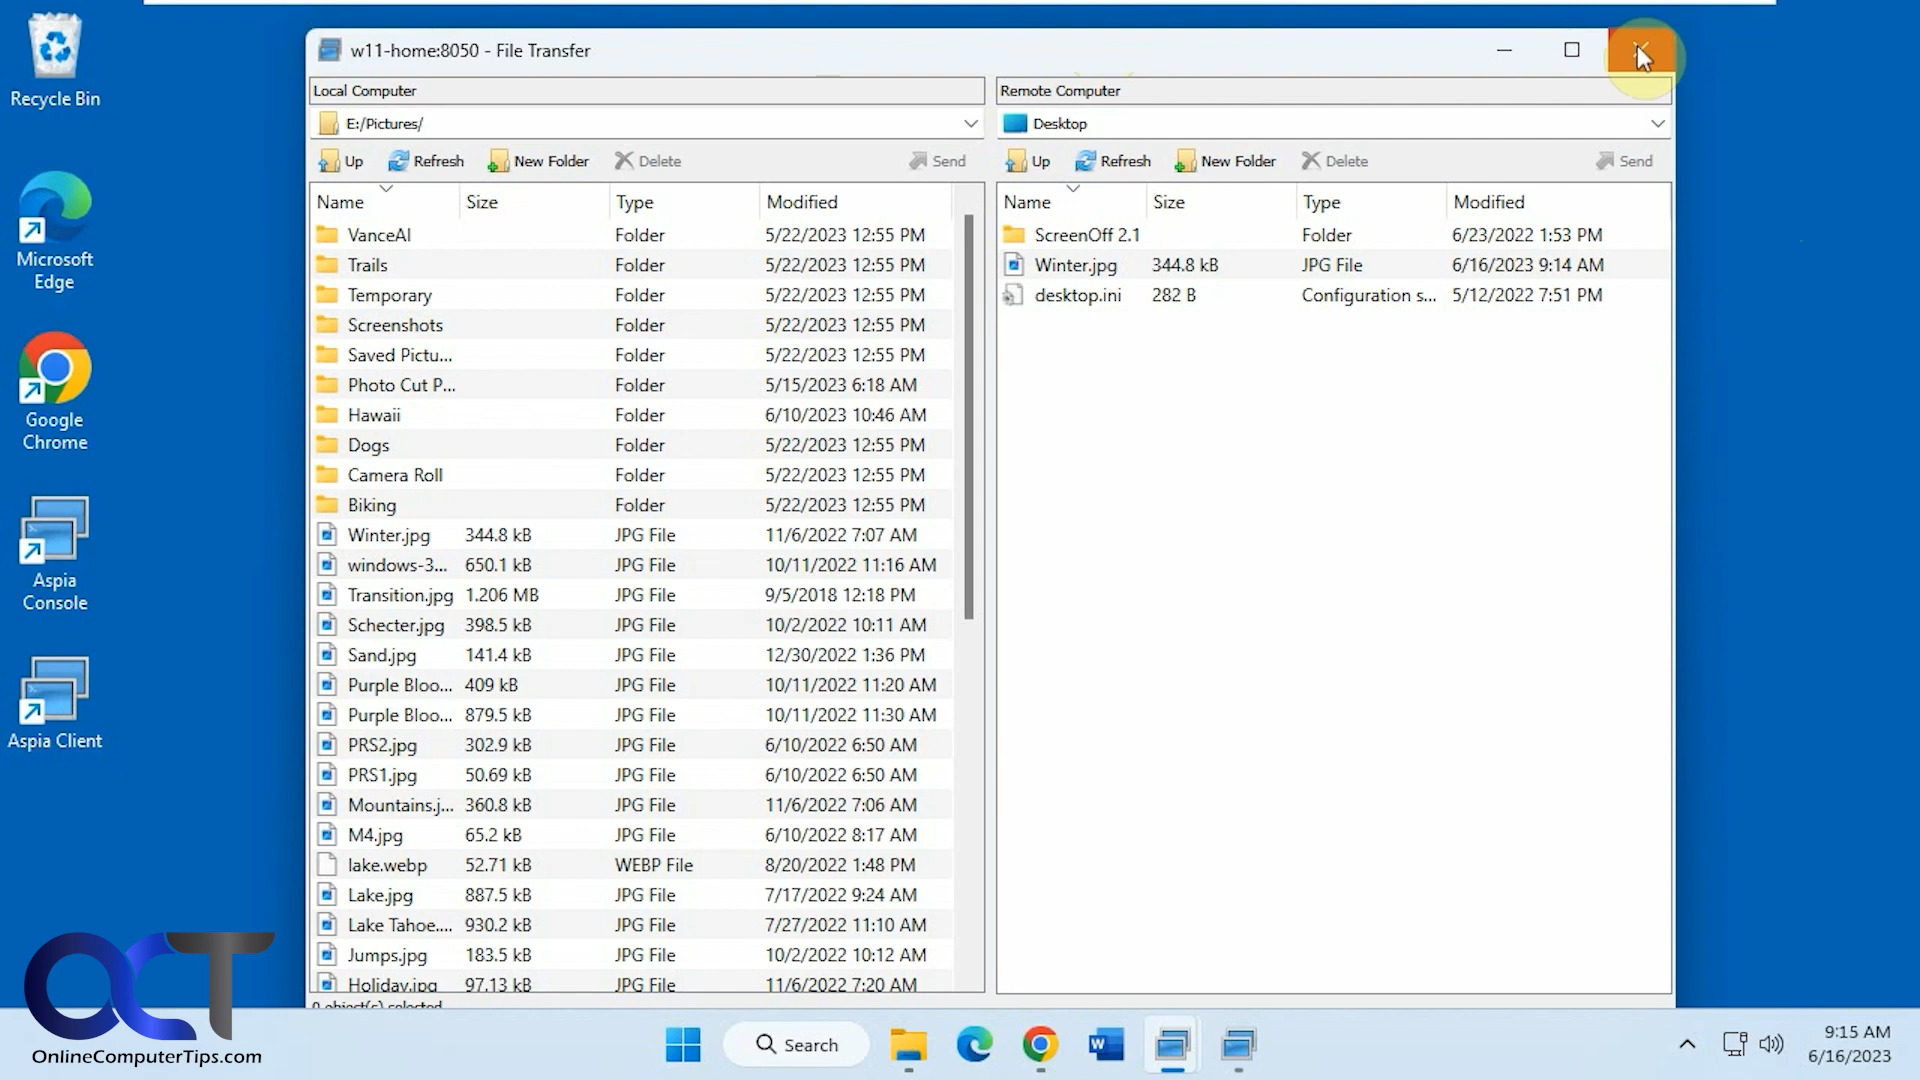 Recycle Bin
Microsoft
Edge
Google
Chrome
Aspia
Console
Aspia Client
w11-home:8050 - File Transfer
Local Computer
E:/Pictures/
Up Refresh New Folder Delete Send
Name Size Type Modified
VanceAI Folder 5/22/2023 12:55 PM
Trails Folder 5/22/2023 12:55 PM
Temporary Folder 5/22/2023 12:55 PM
Screenshots Folder 5/22/2023 12:55 PM
Saved Pictu... Folder 5/22/2023 12:55 PM
Photo Cut P... Folder 5/15/2023 6:18 AM
Hawaii Folder 6/10/2023 10:46 AM
Dogs Folder 5/22/2023 12:55 PM
Camera Roll Folder 5/22/2023 12:55 PM
Biking Folder 5/22/2023 12:55 PM
Winter.jpg 344.8 kB JPG File 11/6/2022 7:07 AM
windows-3... 650.1 kB JPG File 10/11/2022 11:16 AM
Transition.jpg 1.206 MB JPG File 9/5/2018 12:18 PM
Schecter.jpg 398.5 kB JPG File 10/2/2022 10:11 AM
Sand.jpg 141.4 kB JPG File 12/30/2022 1:36 PM
Purple Bloo... 409 kB JPG File 10/11/2022 11:20 AM
Purple Bloo... 879.5 kB JPG File 10/11/2022 11:30 AM
PRS2.jpg 302.9 kB JPG File 6/10/2022 6:50 AM
PRS1.jpg 50.69 kB JPG File 6/10/2022 6:50 AM
Mountains.j... 360.8 kB JPG File 11/6/2022 7:06 AM
M4.jpg 65.2 kB JPG File 6/10/2022 8:17 AM
lake.webp 52.71 kB WEBP File 8/20/2022 1:48 PM
Lake.jpg 887.5 kB JPG File 7/17/2022 9:24 AM
Lake Tahoe.... 930.2 kB JPG File 7/27/2022 11:10 AM
Jumps.jpg 183.5 kB JPG File 10/2/2022 10:12 AM
Holiday.jpg 97.13 kB JPG File 11/6/2022 7:20 AM
0 object(s) selected
Remote Computer
Desktop
Up Refresh New Folder Delete Send
Name Size Type Modified
ScreenOff 2.1 Folder 6/23/2022 1:53 PM
Winter.jpg 344.8 kB JPG File 6/16/2023 9:14 AM
desktop.ini 282 B Configuration s... 5/12/2022 7:51 PM
OCT
OnlineComputerTips.com
Search
W
9:15 AM
6/16/2023